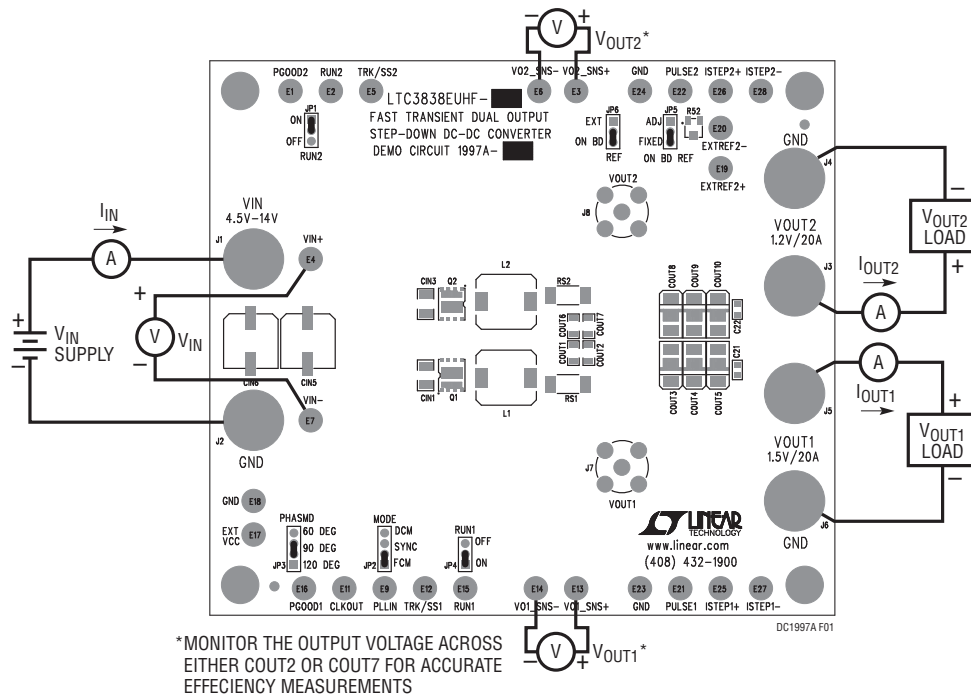 − V +
VOUT2*
PGOOD2 RUN2 TRK/SS2 VO2_SNS- VO2_SNS+ GND PULSE2 ISTEP2+ ISTEP2-
E1 E2 E5 E6 E3 E24 E22 E26 E28
LTC3838EUHF-
FAST TRANSIENT DUAL OUTPUT
STEP-DOWN DC-DC CONVERTER
DEMO CIRCUIT 1997A-
JP1
ON
OFF
RUN2
JP6
EXT
ON BD
REF
JP5
ADJ
FIXED
ON BD REF
R52
E20
EXTREF2-
E19
EXTREF2+
GND
J4
VOUT2
J8
VOUT2
1.2V/20A
J3
−
VOUT2
LOAD
+
IOUT2
A
IIN
A
VIN
4.5V-14V
J1
VIN+
E4
+
VIN
SUPPLY
−
+
V
−
VIN
CIN6 CIN5
VIN-
E7
J2
GND
CIN3 Q2 L2 RS2
COUT6 COUT7
COUT1 COUT2
CIN1 Q1 L1 RS1
COUT8 COUT9 COUT10
C22
C21
COUT3 COUT4 COUT5
A
IOUT1
J5
VOUT1
1.5V/20A
+
VOUT1
LOAD
−
J6
GND
J7
VOUT1
GND E18
EXT
VCC
E17
PHASMD
60 DEG
90 DEG
JP3 120 DEG
MODE
DCM
SYNC
JP2 FCM
RUN1
OFF
JP4 ON
LINEAR
TECHNOLOGY
www.linear.com
(408) 432-1900
E16 E11 E9 E12 E15 E14 E13 E23 E21 E25 E27
PGOOD1 CLKOUT PLLIN TRK/SS1 RUN1 VO1_SNS- VO1_SNS+ GND PULSE1 ISTEP1+ ISTEP1-
DC1997A F01
− V +
VOUT1*
*MONITOR THE OUTPUT VOLTAGE ACROSS
EITHER COUT2 OR COUT7 FOR ACCURATE
EFFECIENCY MEASUREMENTS